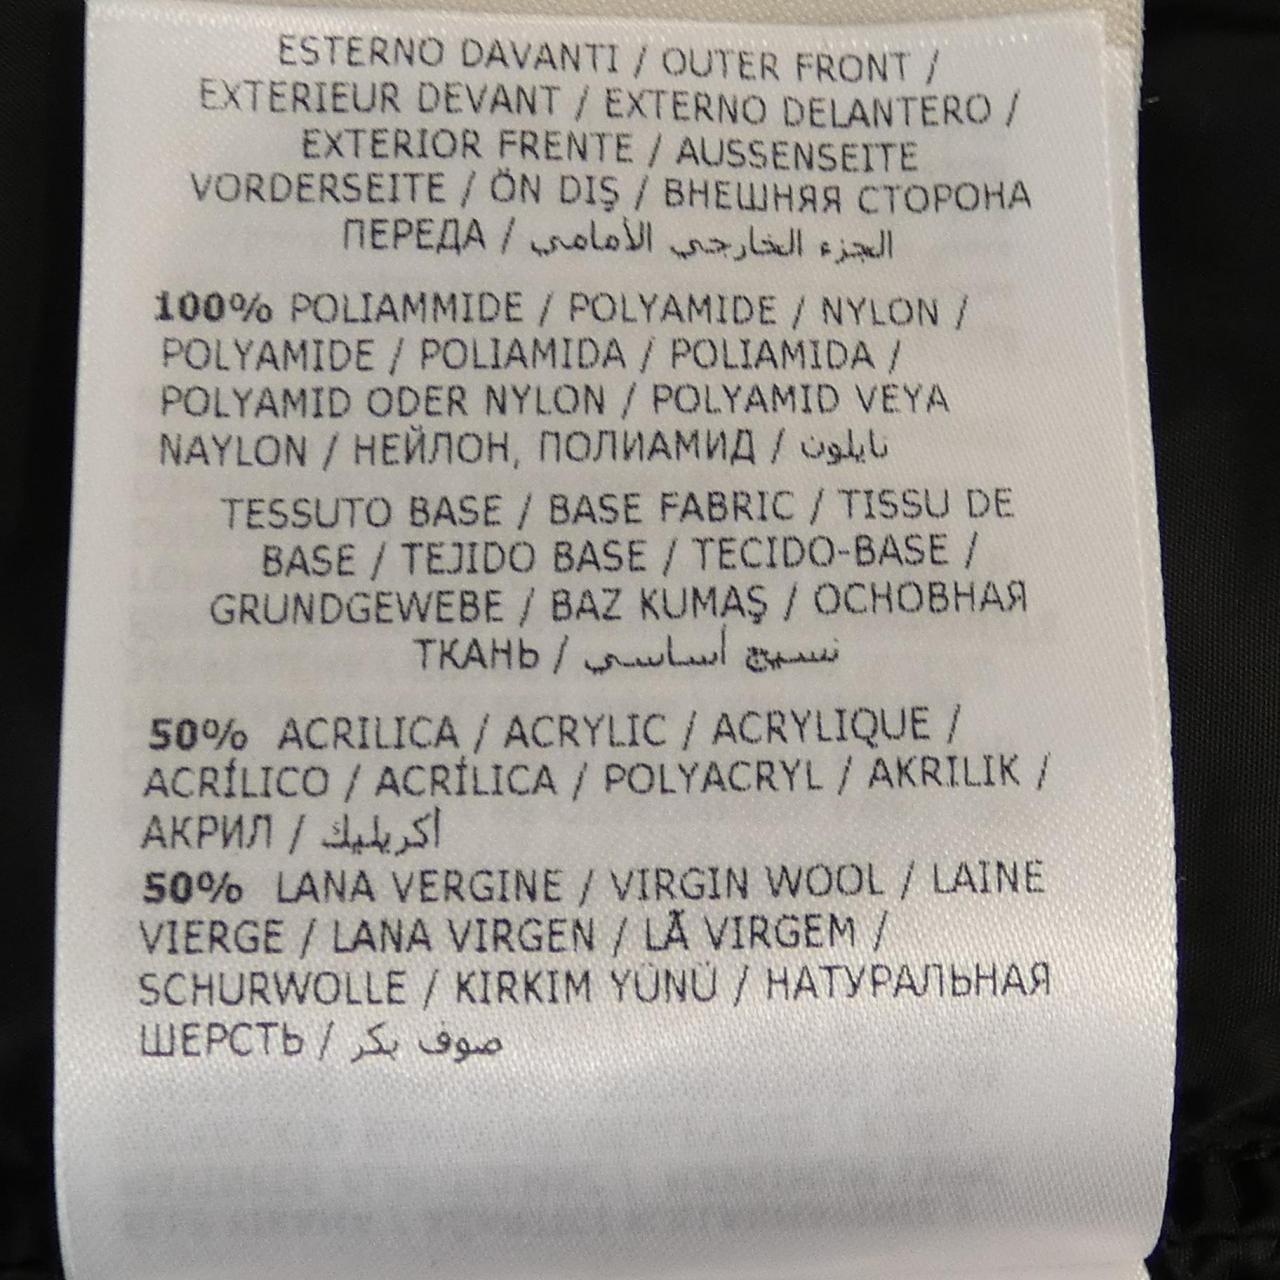 ESTERNO DAVANTI / OUTER FRONT /
EXTERIEUR DEVANT / EXTERNO DELANTERO /
EXTERIOR FRENTE / AUSSENSEITE
VORDERSEITE / ÖN DIŞ / ВНЕШНЯЯ СТОРОНА
ПЕРЕДА / الجزء الخارجي الأمامي
100% POLIAMMIDE / POLYAMIDE / NYLON /
POLYAMIDE / POLIAMIDA / POLIAMIDA /
POLYAMID ODER NYLON / POLYAMID VEYA
NAYLON / НЕЙЛОН, ПОЛИАМИД / نايلون
TESSUTO BASE / BASE FABRIC / TISSU DE
BASE / TEJIDO BASE / TECIDO-BASE /
GRUNDGEWEBE / BAZ KUMAŞ / ОСНОВНАЯ
ТКАНЬ / نسيج أساسي
50% ACRILICA / ACRYLIC / ACRYLIQUE /
ACRÍLICO / ACRÍLICA / POLYACRYL / AKRILIK /
АКРИЛ / أكريليك
50% LANA VERGINE / VIRGIN WOOL / LAINE
VIERGE / LANA VIRGEN / LÃ VIRGEM /
SCHURWOLLE / KIRKIM YÜNÜ / НАТУРАЛЬНАЯ
ШЕРСТЬ / صوف بكر